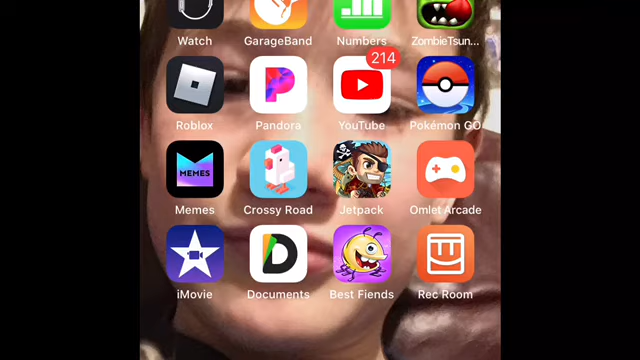 Watch GarageBand Numbers ZombieTsun...
214
Roblox Pandora YouTube Pokémon GO
MEMES
Memes Crossy Road Jetpack Omlet Arcade
iMovie Documents Best Fiends Rec Room